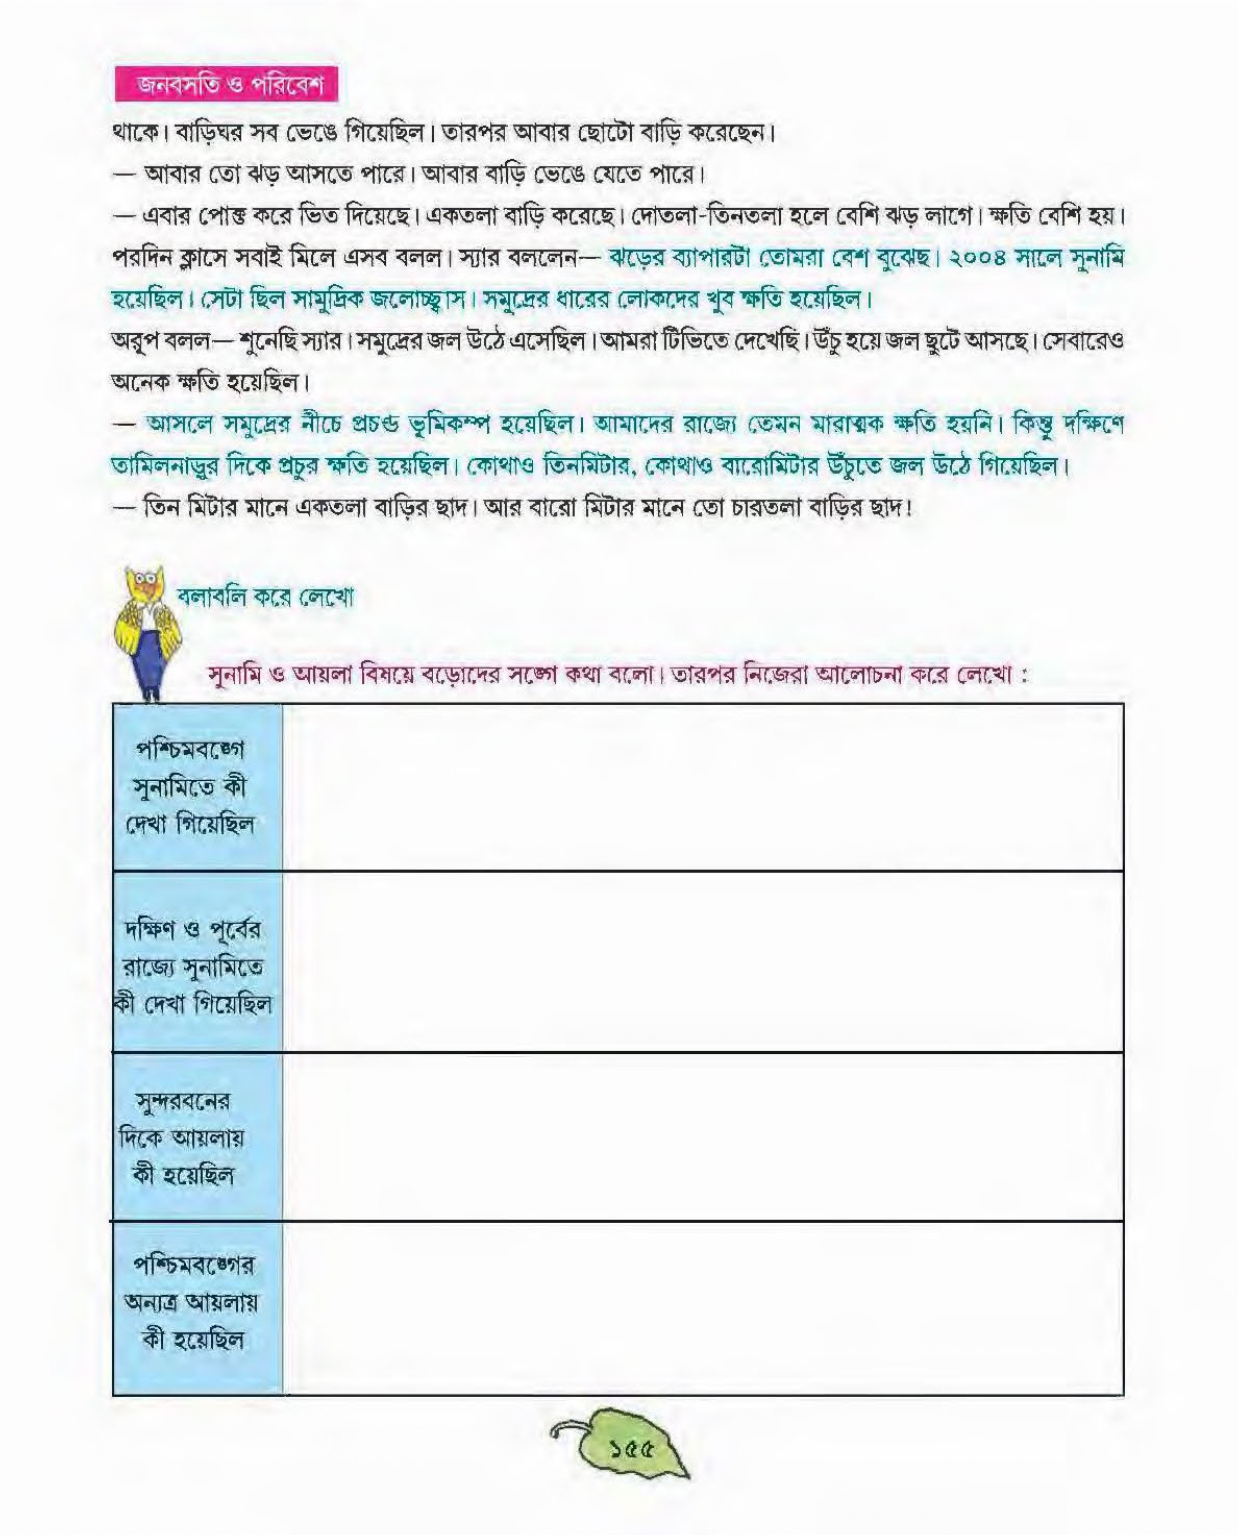 জনবসতি ও পরিবেশ
থাকে। বাড়িঘর সব ভেঙে গিয়েছিল। তারপর আবার ছোটো বাড়ি করেছেন।
— আবার তো ঝড় আসতে পারে। আবার বাড়ি ভেঙে যেতে পারে।
— এবার পোক্ত করে ভিত দিয়েছে। একতলা বাড়ি করেছে। দোতলা-তিনতলা হলে বেশি ঝড় লাগে। ক্ষতি বেশি হয়।
পরদিন ক্লাসে সবাই মিলে এসব বলল। স্যার বললেন— ঝড়ের ব্যাপারটা তোমরা বেশ বুঝেছ। ২০০৪ সালে সুনামি
হয়েছিল। সেটা ছিল সামুদ্রিক জলোচ্ছ্বাস। সমুদ্রের ধারের লোকদের খুব ক্ষতি হয়েছিল।
অরূপ বলল— শুনেছি স্যার। সমুদ্রের জল উঠে এসেছিল। আমরা টিভিতে দেখেছি। উঁচু হয়ে জল ছুটে আসছে। সেবারেও
অনেক ক্ষতি হয়েছিল।
— আসলে সমুদ্রের নীচে প্রচণ্ড ভূমিকম্প হয়েছিল। আমাদের রাজ্যে তেমন মারাত্মক ক্ষতি হয়নি। কিন্তু দক্ষিণে
তামিলনাড়ুর দিকে প্রচুর ক্ষতি হয়েছিল। কোথাও তিনমিটার, কোথাও বারোমিটার উঁচুতে জল উঠে গিয়েছিল।
— তিন মিটার মানে একতলা বাড়ির ছাদ। আর বারো মিটার মানে তো চারতলা বাড়ির ছাদ!
বলাবলি করে লেখো
সুনামি ও আয়লা বিষয়ে বড়োদের সঙ্গে কথা বলো। তারপর নিজেরা আলোচনা করে লেখো :
পশ্চিমবঙ্গে
সুনামিতে কী
দেখা গিয়েছিল
দক্ষিণ ও পূর্বের
রাজ্যে সুনামিতে
কী দেখা গিয়েছিল
সুন্দরবনের
দিকে আয়লায়
কী হয়েছিল
পশ্চিমবঙ্গের
অন্যত্র আয়লায়
কী হয়েছিল
১৫৫